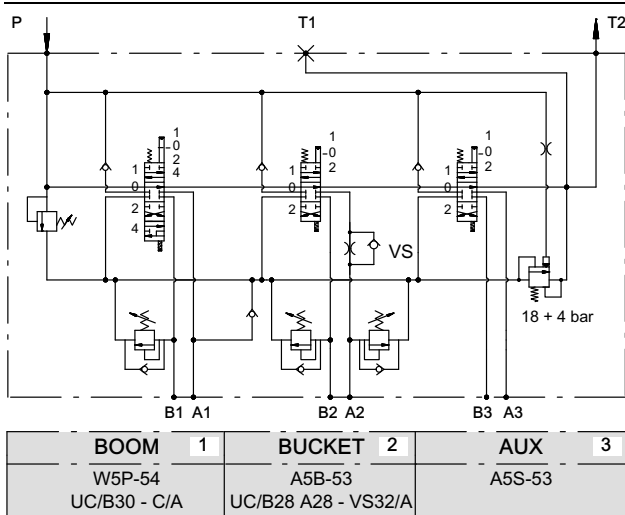 P T1 T2
1 1 1
0 0 0
2 2 2
4
1 1 1
0 0 0
2 2 2
4
VS
18 + 4 bar
B1 A1 B2 A2 B3 A3
BOOM 1 BUCKET 2 AUX 3
W5P-54 A5B-53 A5S-53
UC/B30 - C/A UC/B28 A28 - VS32/A